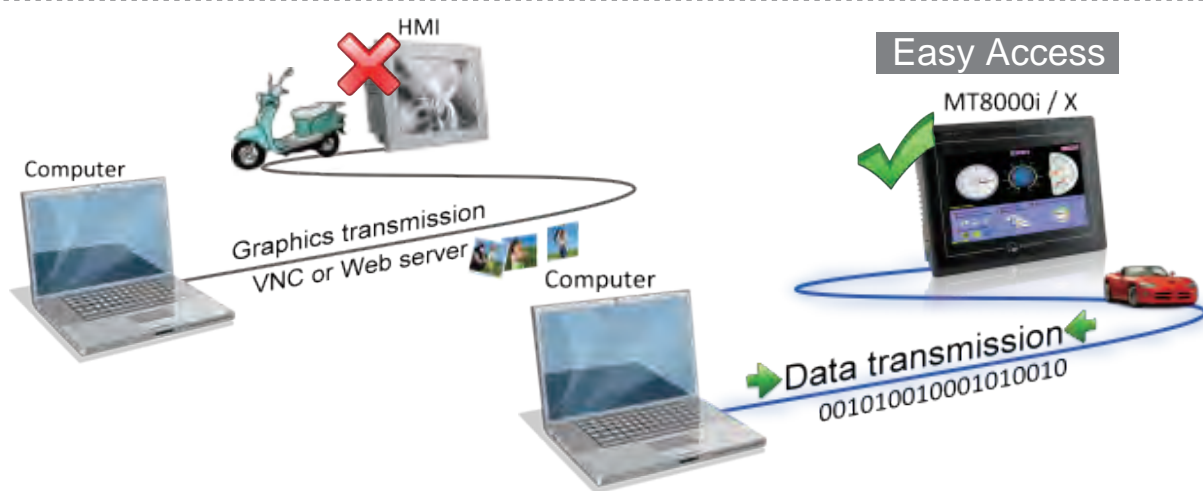 HMI
Easy Access
MT8000i / X
Computer
Graphics transmission
VNC or Web server
Computer
Data transmission
001010010001010010